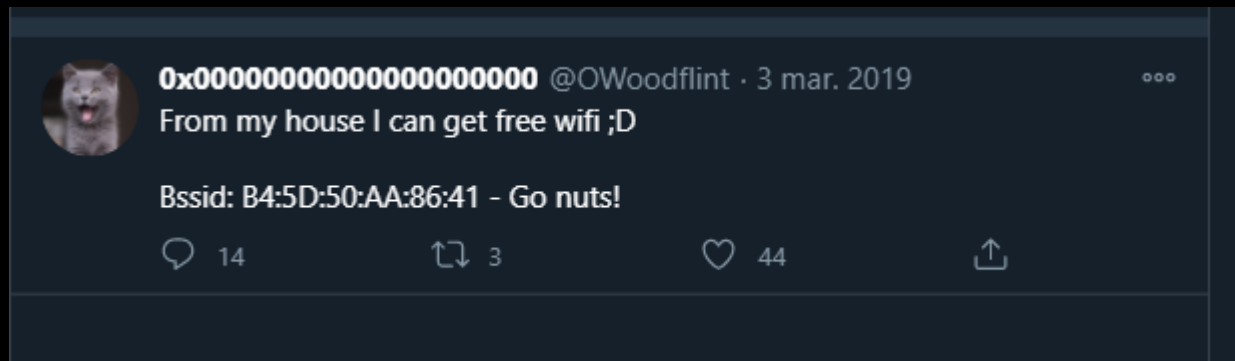 0x00000000000000000000 @OWoodflint · 3 mar. 2019
From my house I can get free wifi ;D
Bssid: B4:5D:50:AA:86:41 - Go nuts!
14 3 44